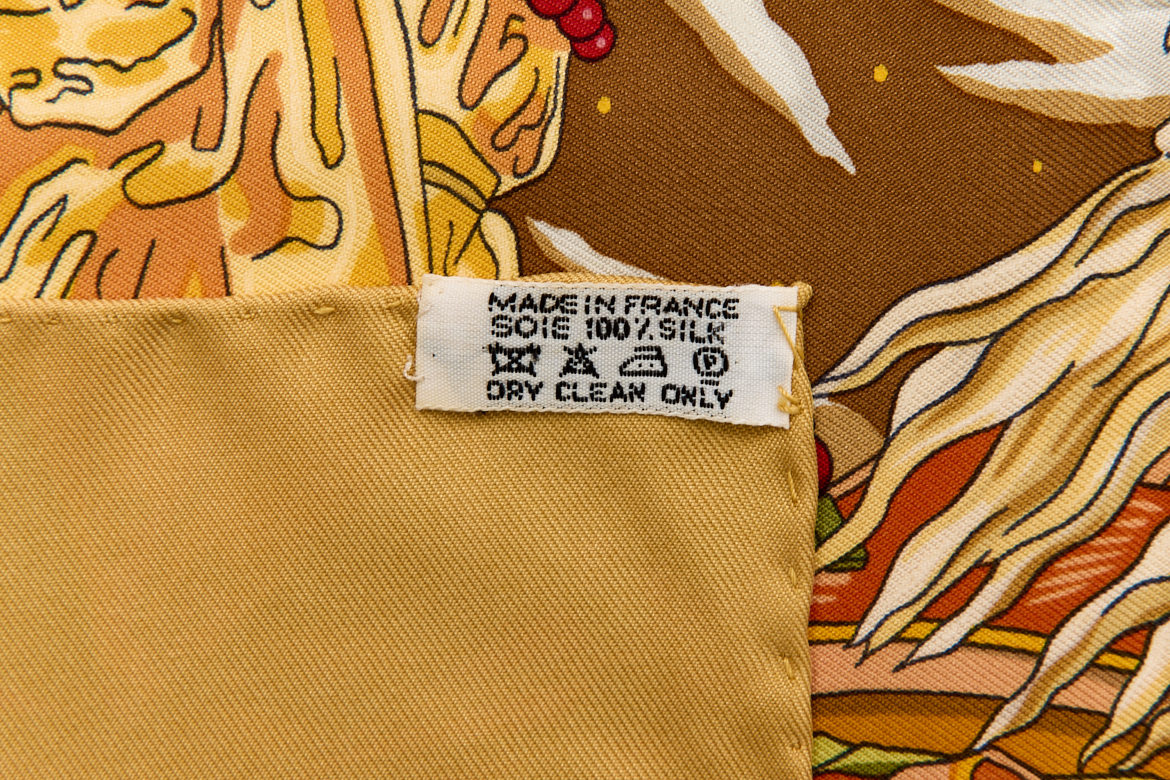 MADE IN FRANCE
SOIE 100% SILK
P
DRY CLEAN ONLY